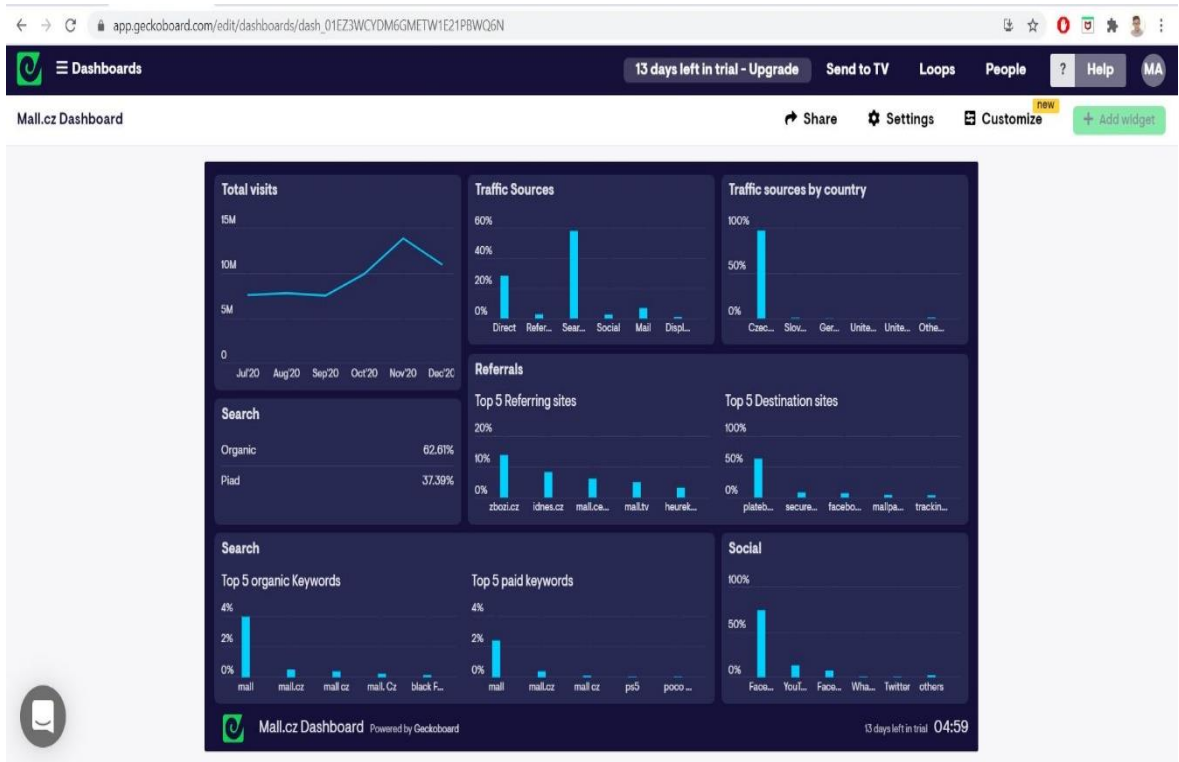 app.geckoboard.com/edit/dashboards/dash_01EZ3WCYDM6GMETW1E21PBWQ6N
Dashboards
13 days left in trial - Upgrade
Send to TV
Loops
People
?
Help
MA
Mall.cz Dashboard
Share
Settings
Customize
new
+ Add widget
Total visits
15M
10M
5M
0
Jul'20 Aug'20 Sep'20 Oct'20 Nov'20 Dec'20
Traffic Sources
60%
40%
20%
0%
Direct Refer... Sear... Social Mail Displ...
Traffic sources by country
100%
50%
0%
Czec... Slov... Ger... Unite... Unite... Othe...
Search
Organic 62.61%
Piad 37.39%
Referrals
Top 5 Referring sites
20%
10%
0%
zbozi.cz idnes.cz mall.ce... mall.tv heurek...
Top 5 Destination sites
100%
50%
0%
plateb... secure... facebo... mallpa... trackin...
Search
Top 5 organic Keywords
4%
2%
0%
mall mall.cz mall cz mall. Cz black F...
Top 5 paid keywords
4%
2%
0%
mall mall.cz mall cz ps5 poco ...
Social
100%
50%
0%
Face... YouT... Face... Wha... Twitter others
Mall.cz Dashboard Powered by Geckoboard
13 days left in trial 04:59